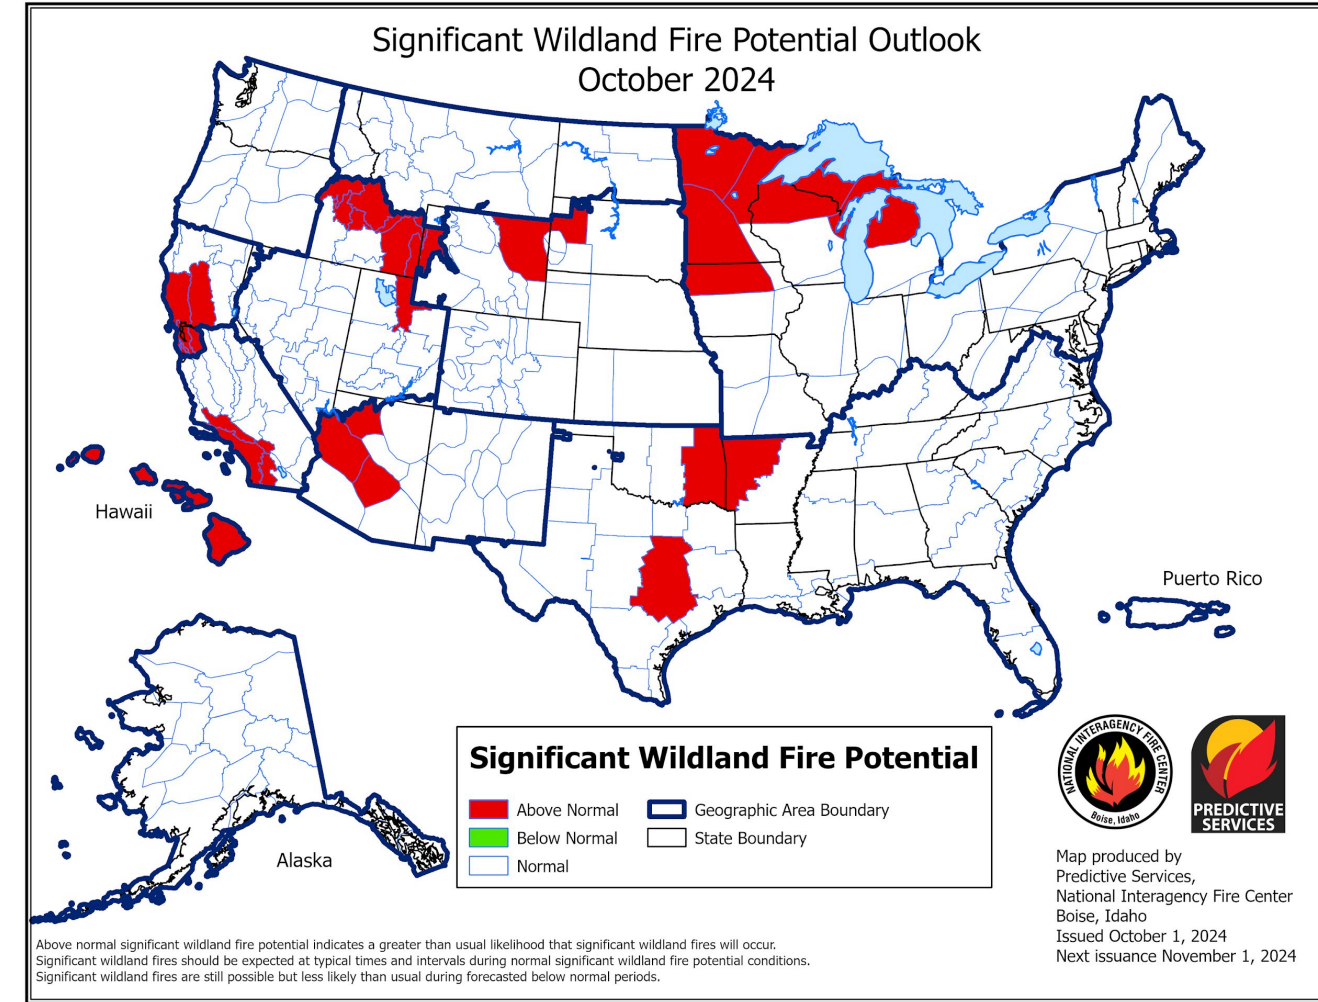 Significant Wildland Fire Potential Outlook
October 2024
Hawaii
Puerto Rico
Alaska
Significant Wildland Fire Potential
Above Normal
Below Normal
Normal
Geographic Area Boundary
State Boundary
NATIONAL INTERAGENCY FIRE CENTER
Boise, Idaho
PREDICTIVE
SERVICES
Map produced by
Predictive Services,
National Interagency Fire Center
Boise, Idaho
Issued October 1, 2024
Next issuance November 1, 2024
Above normal significant wildland fire potential indicates a greater than usual likelihood that significant wildland fires will occur.
Significant wildland fires should be expected at typical times and intervals during normal significant wildland fire potential conditions.
Significant wildland fires are still possible but less likely than usual during forecasted below normal periods.